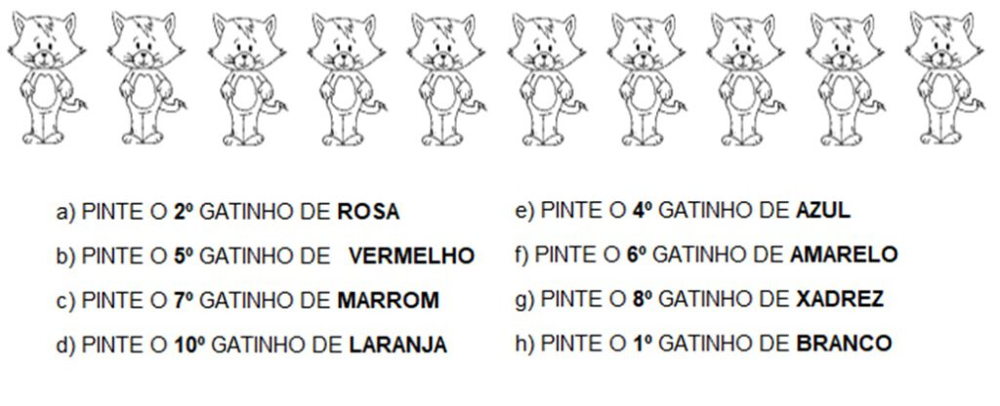 a) PINTE O 2º GATINHO DE ROSA
b) PINTE O 5º GATINHO DE VERMELHO
c) PINTE O 7º GATINHO DE MARROM
d) PINTE O 10º GATINHO DE LARANJA
e) PINTE O 4º GATINHO DE AZUL
f) PINTE O 6º GATINHO DE AMARELO
g) PINTE O 8º GATINHO DE XADREZ
h) PINTE O 1º GATINHO DE BRANCO